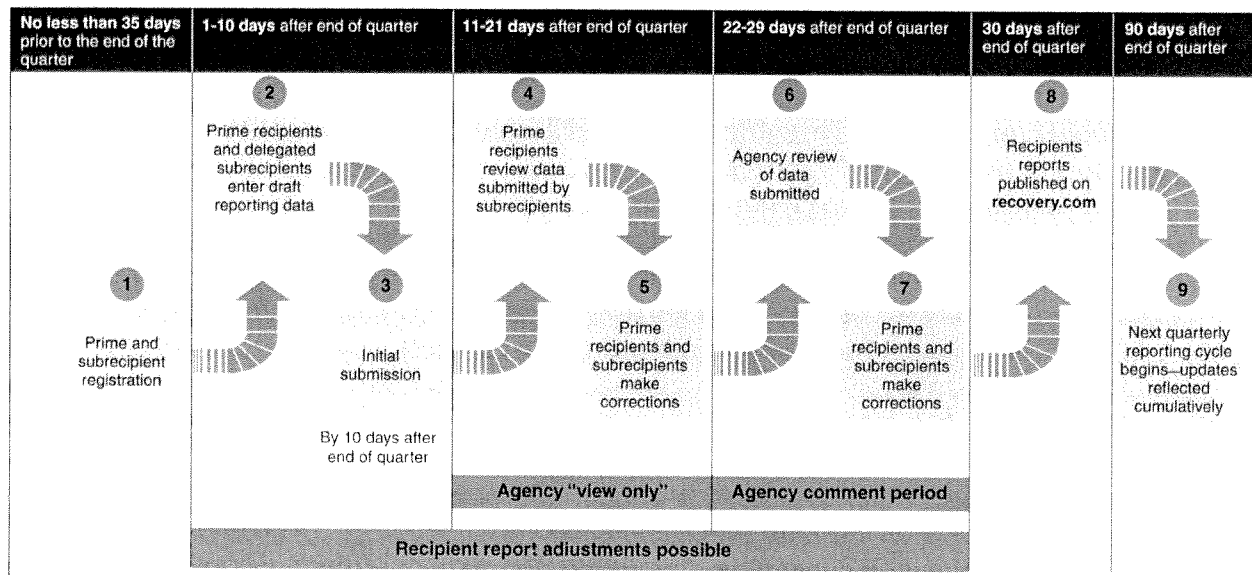 No less than 35 days
prior to the end of the
quarter
1-10 days after end of quarter
11-21 days after end of quarter
22-29 days after end of quarter
30 days after
end of quarter
90 days after
end of quarter
1
Prime and
subrecipient
registration
2
Prime recipients
and delegated
subrecipients
enter draft
reporting data
3
Initial
submission
By 10 days after
end of quarter
4
Prime
recipients
review data
submitted by
subrecipients
5
Prime
recipients and
subrecipients
make
corrections
6
Agency review
of data
submitted
7
Prime
recipients and
subrecipients
make
corrections
8
Recipients
reports
published on
recovery.com
9
Next quarterly
reporting cycle
begins—updates
reflected
cumulatively
Agency "view only"
Agency comment period
Recipient report adjustments possible